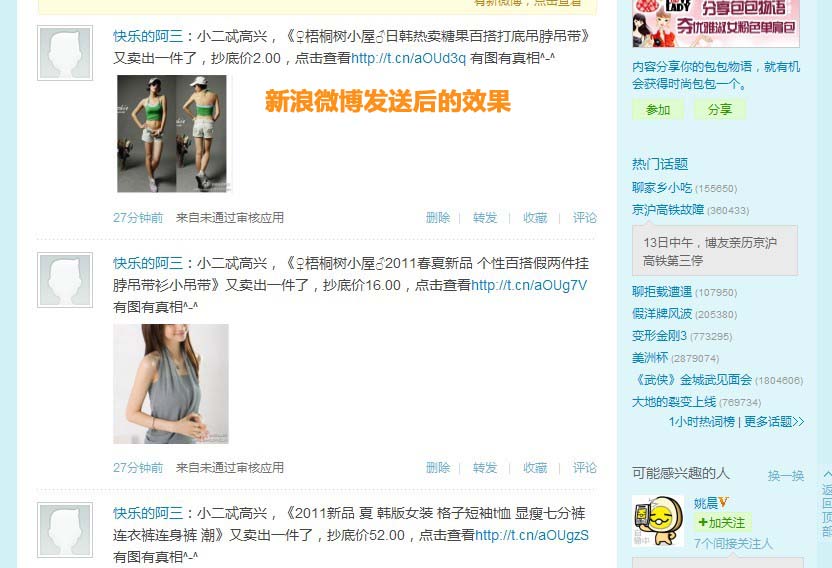 有新微博，点击查看
快乐的阿三：小二忒高兴，《♀梧桐树小屋♂日韩热卖糖果百搭打底吊脖吊带》
又卖出一件了，抄底价2.00，点击查看http://t.cn/aOUd3q 有图有真相^-^
新浪微博发送后的效果
27分钟前 来自未通过审核应用
删除 | 转发 | 收藏 | 评论
快乐的阿三：小二忒高兴，《♀梧桐树小屋♂2011春夏新品 个性百搭假两件挂
脖吊带衫小吊带》又卖出一件了，抄底价16.00，点击查看http://t.cn/aOUg7V
有图有真相^-^
27分钟前 来自未通过审核应用
删除 | 转发 | 收藏 | 评论
快乐的阿三：小二忒高兴，《2011新品 夏 韩版女装 格子短袖t恤 显瘦七分裤
连衣裤连身裤 潮》又卖出一件了，抄底价52.00，点击查看http://t.cn/aOUgzS
有图有真相^-^
LADY
分享包包物语
夺优雅淑女粉色单肩包
内容分享你的包包物语，就有机
会获得时尚包包一个。
参加 分享
热门话题
聊家乡小吃 (155650)
京沪高铁故障 (360433)
13日中午，博友亲历京沪
高铁第三停
聊拒载遭遇 (107950)
假洋牌风波 (205380)
变形金刚3 (773295)
美洲杯 (2879074)
《武侠》金城武见面会 (1804606)
大地的裂变上线 (769734)
1小时热词榜 | 更多话题>>
可能感兴趣的人 换一换
姚晨V
+加关注
7个间接关注人
返
回
顶
部